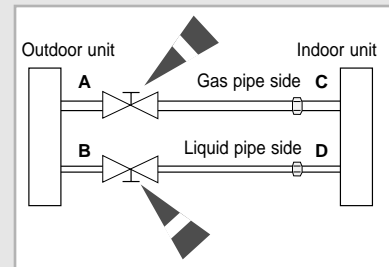 Outdoor unit Indoor unit
A Gas pipe side C
B Liquid pipe side D